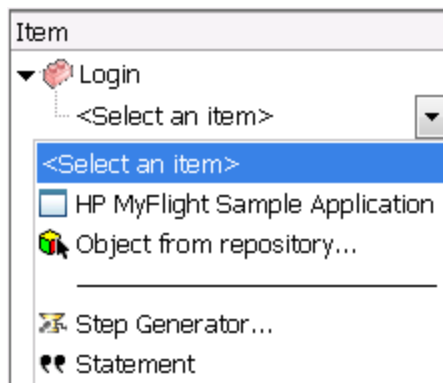 Item
Login
<Select an item>
<Select an item>
HP MyFlight Sample Application
Object from repository...
Step Generator...
Statement